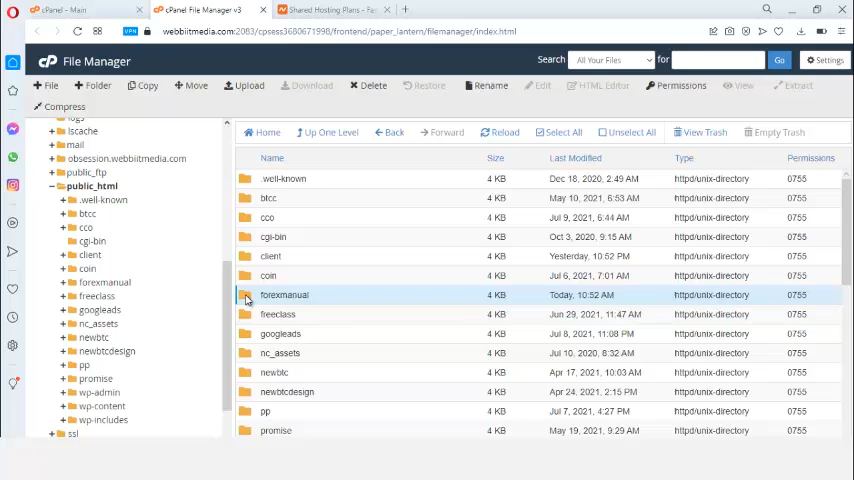 cPanel - Main
cPanel File Manager v3
Shared Hosting Plans - Fas
VPN webbiitmedia.com:2083/cpsess3680671998/frontend/paper_lantern/filemanager/index.html
cP File Manager
Search All Your Files for Go Settings
File Folder Copy Move Upload Download Delete Restore Rename Edit HTML Editor Permissions View Extract
Compress
Home Up One Level Back Forward Reload Select All Unselect All View Trash Empty Trash
logs
lscache
mail
obsession.webbiitmedia.com
public_ftp
public_html
.well-known
btcc
cco
cgi-bin
client
coin
forexmanual
freeclass
googleads
nc_assets
newbtc
newbtcdesign
pp
promise
wp-admin
wp-content
wp-includes
ssl
Name Size Last Modified Type Permissions
.well-known 4 KB Dec 18, 2020, 2:49 AM httpd/unix-directory 0755
btcc 4 KB May 10, 2021, 6:53 AM httpd/unix-directory 0755
cco 4 KB Jul 9, 2021, 6:44 AM httpd/unix-directory 0755
cgi-bin 4 KB Oct 3, 2020, 9:15 AM httpd/unix-directory 0755
client 4 KB Yesterday, 10:52 PM httpd/unix-directory 0755
coin 4 KB Jul 6, 2021, 7:01 AM httpd/unix-directory 0755
forexmanual 4 KB Today, 10:52 AM httpd/unix-directory 0755
freeclass 4 KB Jun 29, 2021, 11:47 AM httpd/unix-directory 0755
googleads 4 KB Jul 8, 2021, 11:08 PM httpd/unix-directory 0755
nc_assets 4 KB Jul 10, 2020, 8:32 AM httpd/unix-directory 0755
newbtc 4 KB Apr 17, 2021, 10:03 AM httpd/unix-directory 0755
newbtcdesign 4 KB Apr 24, 2021, 2:15 PM httpd/unix-directory 0755
pp 4 KB Jul 7, 2021, 4:27 PM httpd/unix-directory 0755
promise 4 KB May 19, 2021, 9:29 AM httpd/unix-directory 0755